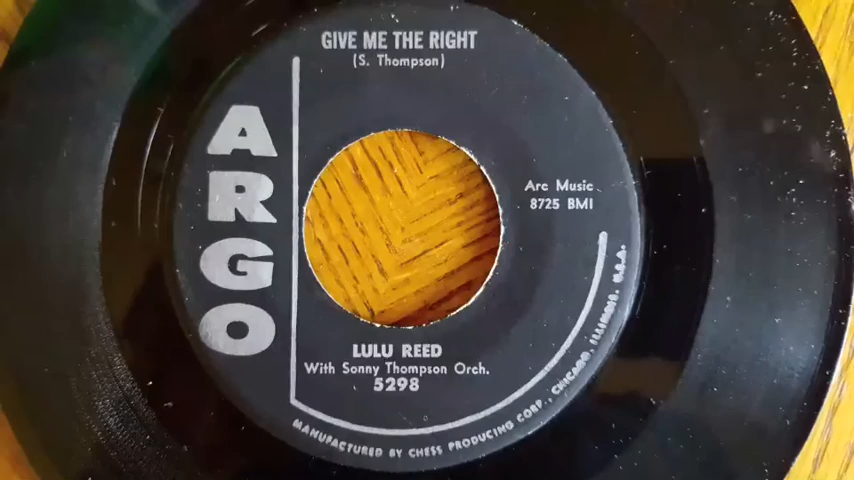 GIVE ME THE RIGHT
(S. Thompson)
ARGO
Arc Music
8725 BMI
LULU REED
With Sonny Thompson Orch.
5298
MANUFACTURED BY CHESS PRODUCING CORP., CHICAGO, ILLINOIS, U.S.A.